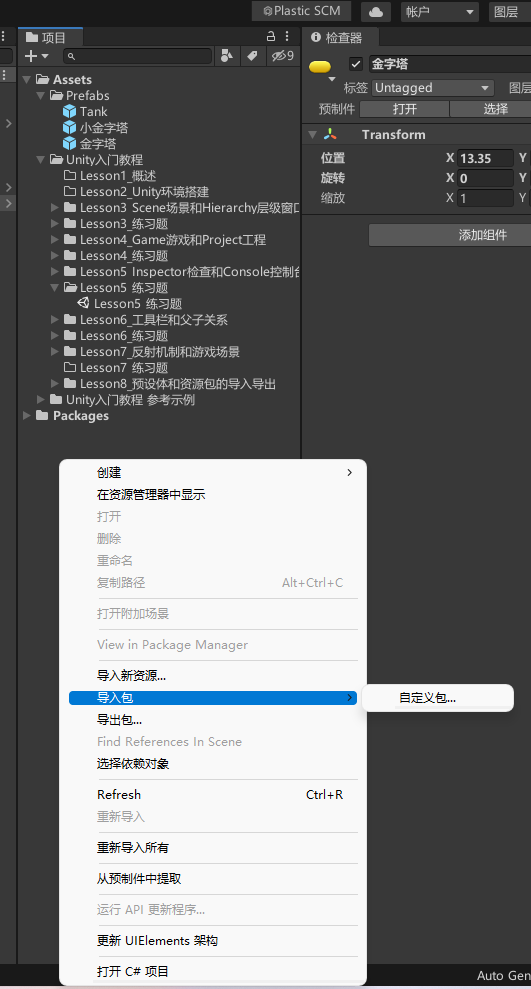 Plastic SCM
帐户
图层
项目
9
Assets
Prefabs
Tank
小金字塔
金字塔
Unity入门教程
Lesson1_概述
Lesson2_Unity环境搭建
Lesson3 Scene场景和Hierarchy层级窗口
Lesson3_练习题
Lesson4_Game游戏和Project工程
Lesson4_练习题
Lesson5 Inspector检查和Console控制台
Lesson5 练习题
Lesson5 练习题
Lesson6_工具栏和父子关系
Lesson6_练习题
Lesson7_反射机制和游戏场景
Lesson7 练习题
Lesson8_预设体和资源包的导入导出
Unity入门教程 参考示例
Packages
检查器
金字塔
标签 Untagged 图层
预制件 打开 选择
Transform
位置 X 13.35 Y
旋转 X 0 Y
缩放 X 1 Y
添加组件
创建
在资源管理器中显示
打开
删除
重命名
复制路径 Alt+Ctrl+C
打开附加场景
View in Package Manager
导入新资源...
导入包
自定义包...
导出包...
Find References In Scene
选择依赖对象
Refresh Ctrl+R
重新导入
重新导入所有
从预制件中提取
运行 API 更新程序...
更新 UIElements 架构
打开 C# 项目
Auto Gen